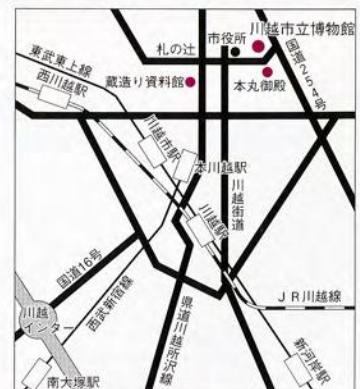 川越市立博物館
市役所
札の辻
国道254号
東武東上線
西川越駅
蔵造り資料館
本丸御殿
川越市駅
本川越駅
川越街道
川越駅
国道16号
西武新宿線
JR川越線
川越
インター
県道川越所沢線
新河岸駅
南大塚駅